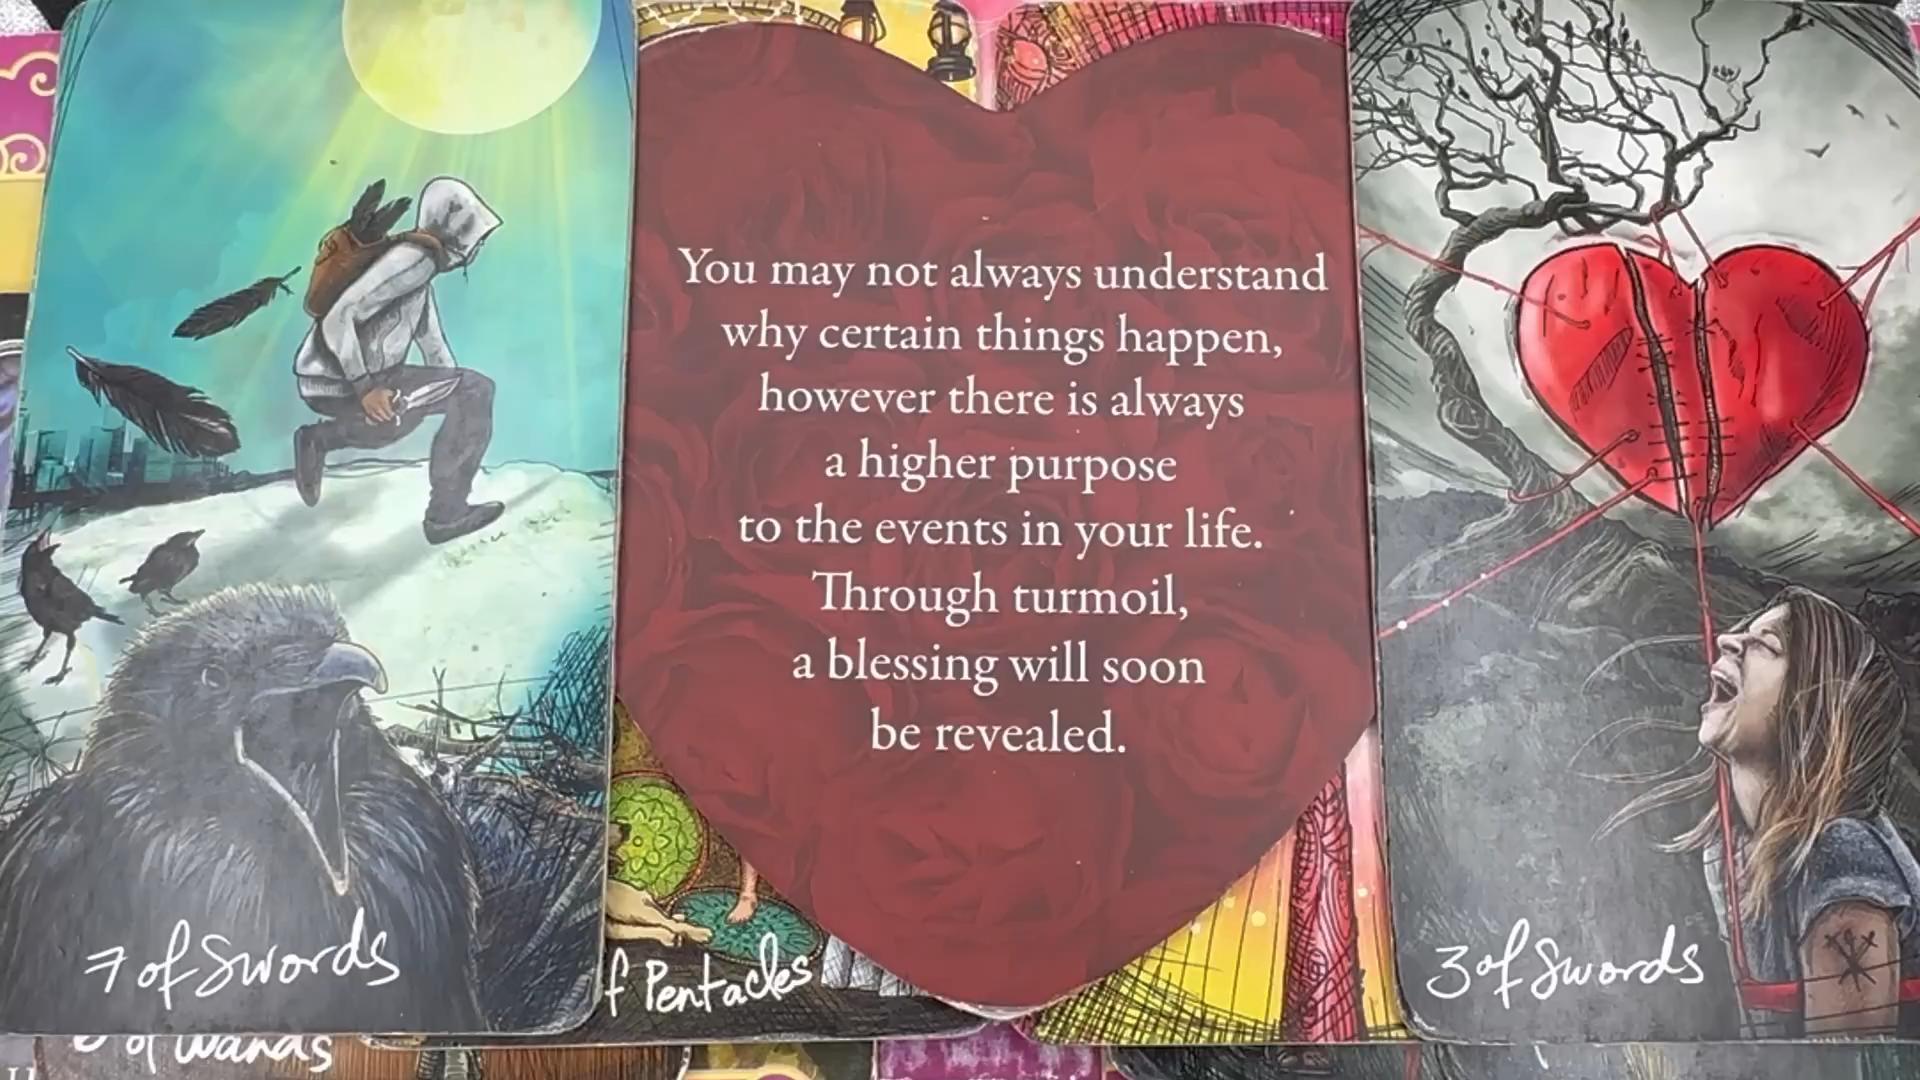 You may not always understand
why certain things happen,
however there is always
a higher purpose
to the events in your life.
Through turmoil,
a blessing will soon
be revealed.
7 of Swords
f Pentacles
3 of Swords
of Wands